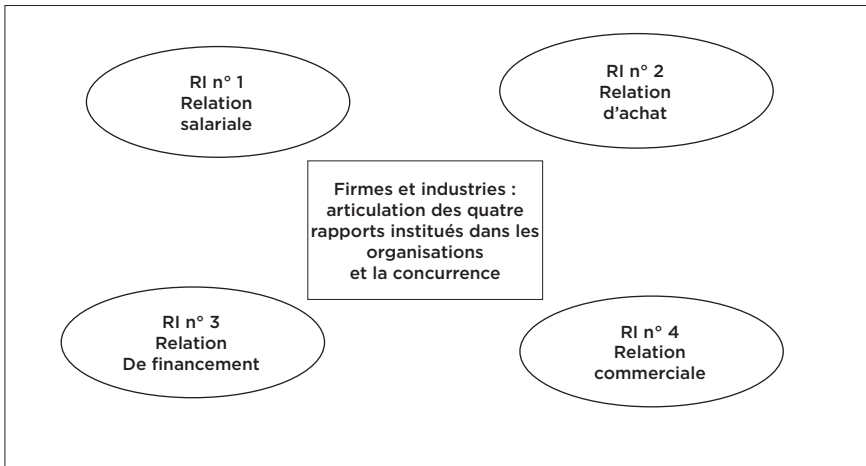 RI n° 1
Relation
salariale
RI n° 2
Relation
d'achat
Firmes et industries :
articulation des quatre
rapports institués dans les
organisations
et la concurrence
RI n° 3
Relation
De financement
RI n° 4
Relation
commerciale